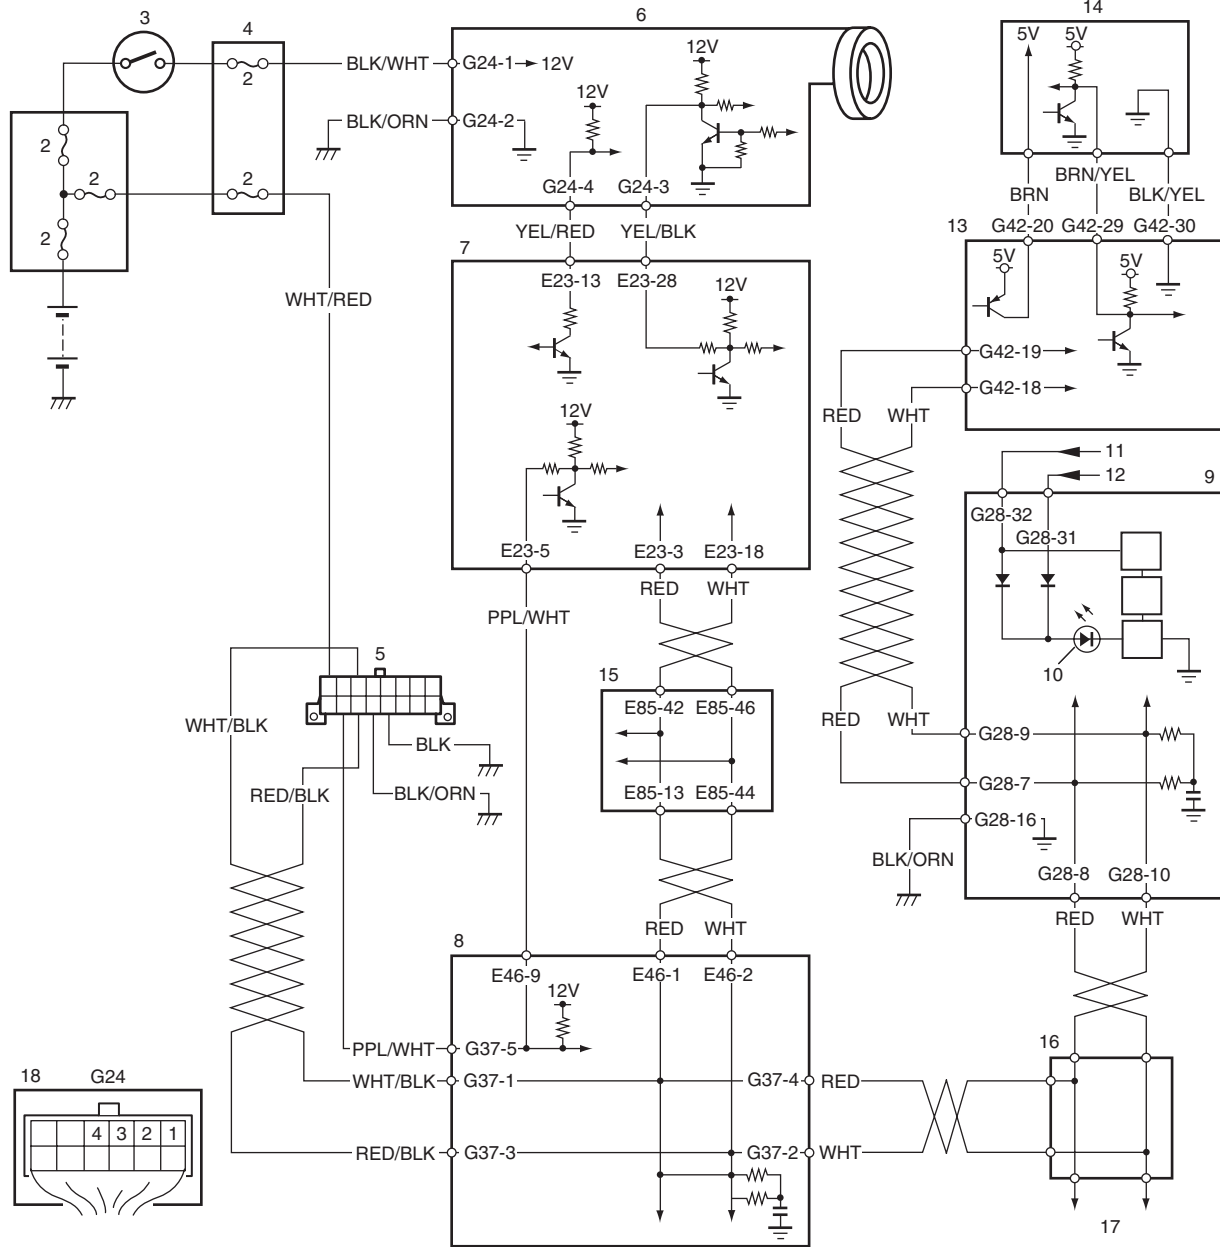 3
4
6
14
2
2
2
2
2
BLK/WHT
G24-1
12V
BLK/ORN
G24-2
12V
12V
G24-4
G24-3
5V
5V
YEL/RED
YEL/BLK
BRN
BRN/YEL
BLK/YEL
7
E23-13
E23-28
12V
12V
E23-5
E23-3
E23-18
13
G42-20
G42-29
G42-30
5V
5V
G42-19
G42-18
RED
WHT
WHT/RED
PPL/WHT
RED
WHT
11
12
9
G28-32
G28-31
10
15
E85-42
E85-46
E85-13
E85-44
5
WHT/BLK
BLK
RED/BLK
BLK/ORN
RED
WHT
G28-9
G28-7
G28-16
BLK/ORN
G28-8
G28-10
RED
WHT
RED
WHT
8
E46-9
E46-1
E46-2
12V
PPL/WHT
G37-5
WHT/BLK
G37-1
G37-4
RED
RED/BLK
G37-3
G37-2
WHT
16
17
18
G24
4 3 2 1